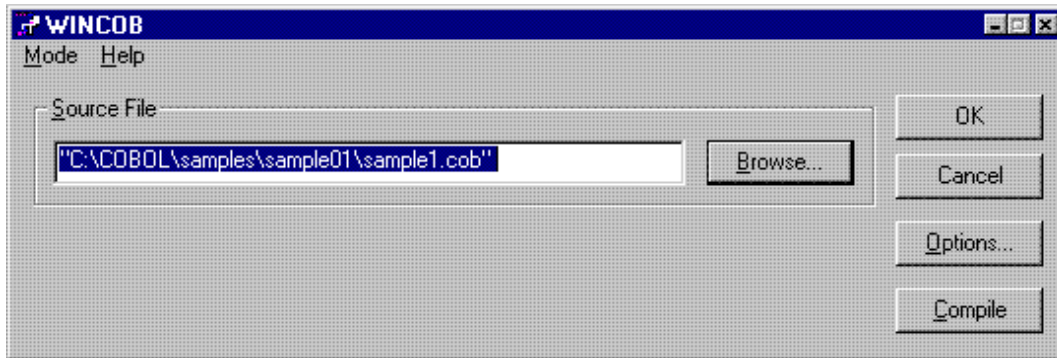 WINCOB
Mode Help
Source File
"C:\COBOL\samples\sample01\sample1.cob"
Browse...
OK
Cancel
Options...
Compile